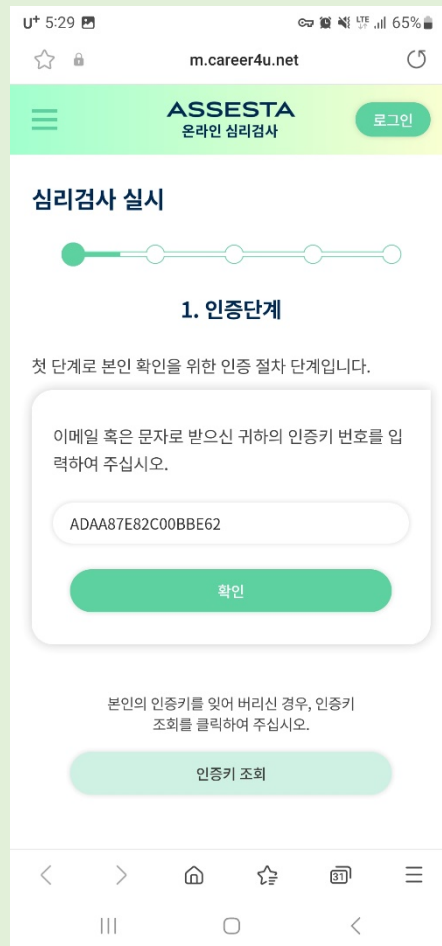 U+ 5:29 LTE 65%
m.career4u.net
ASSESTA
온라인 심리검사
로그인
심리검사 실시
1. 인증단계
첫 단계로 본인 확인을 위한 인증 절차 단계입니다.
이메일 혹은 문자로 받으신 귀하의 인증키 번호를 입
력하여 주십시오.
ADAA87E82C00BBE62
확인
본인의 인증키를 잊어 버리신 경우, 인증키
조회를 클릭하여 주십시오.
인증키 조회
31